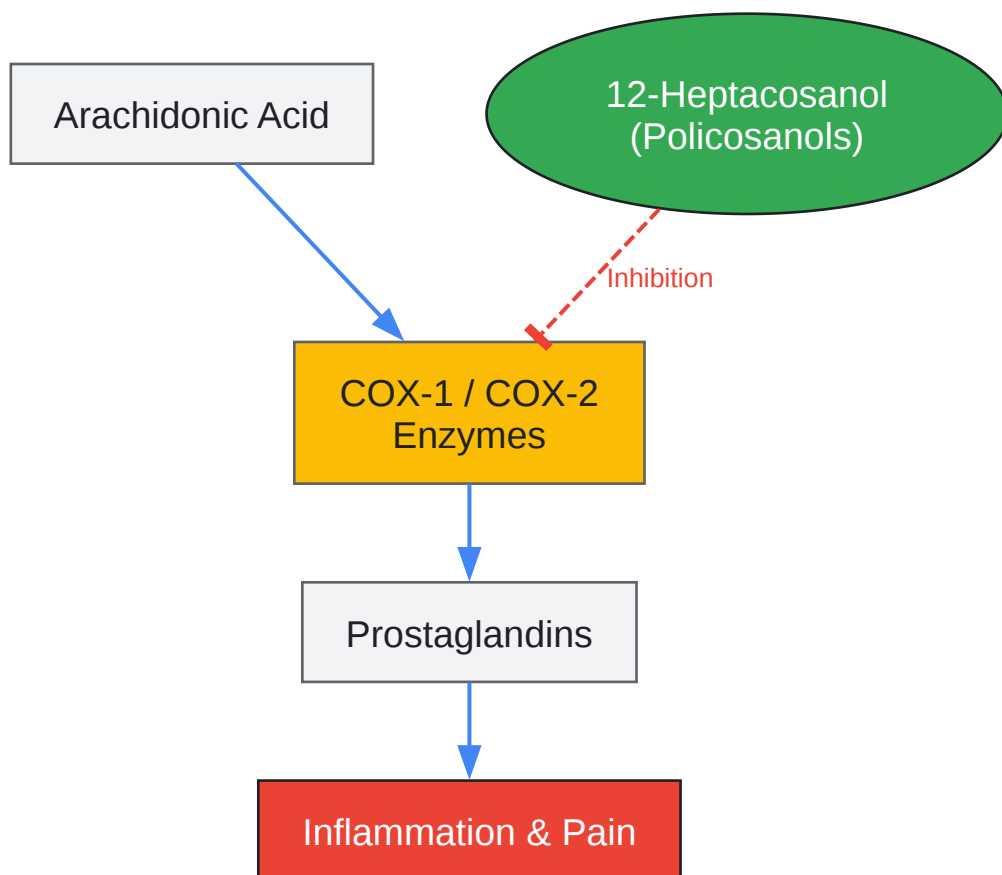 Arachidonic Acid
12-Heptacosanol
(Policosanols)
Inhibition
COX-1 / COX-2
Enzymes
Prostaglandins
Inflammation & Pain